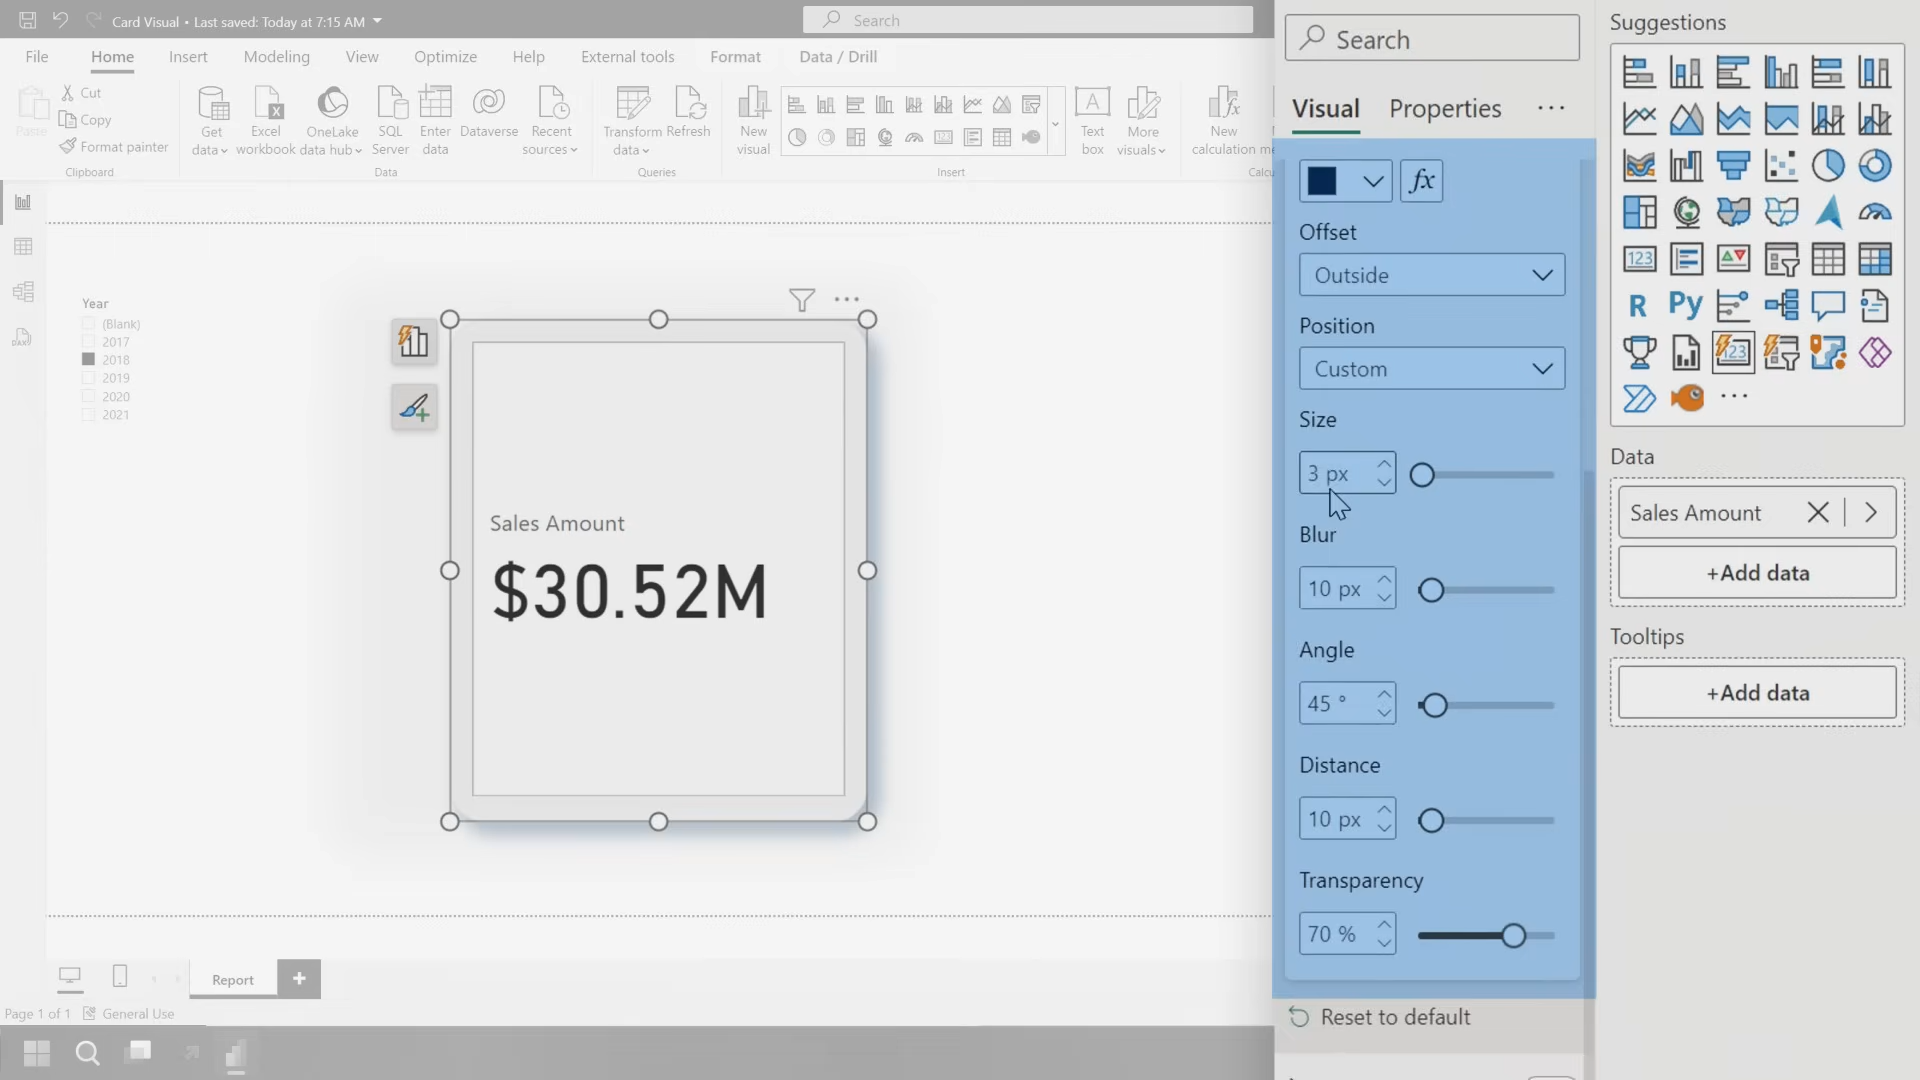 Card Visual • Last saved: Today at 7:15 AM
Search
File Home Insert Modeling View Optimize Help External tools Format Data / Drill
Paste
Cut
Copy
Format painter
Clipboard
Get data
Excel workbook
OneLake data hub
SQL Server
Enter data
Dataverse
Recent sources
Data
Transform data
Refresh
Queries
New visual
Text box
More visuals
Insert
New calculation
Year
(Blank)
2017
2018
2019
2020
2021
Sales Amount
$30.52M
Report
Page 1 of 1
General Use
Search
Visual Properties
fx
Offset
Outside
Position
Custom
Size
3 px
Blur
10 px
Angle
45 °
Distance
10 px
Transparency
70 %
Reset to default
Suggestions
123
R Py
123
Data
Sales Amount
+Add data
Tooltips
+Add data